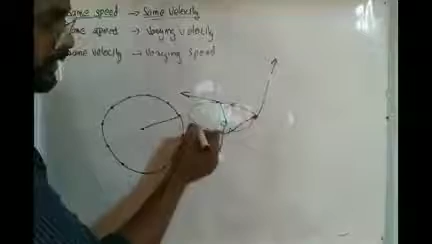 same speed → Same velocity
same speed → Varying velocity
same velocity → Varying speed